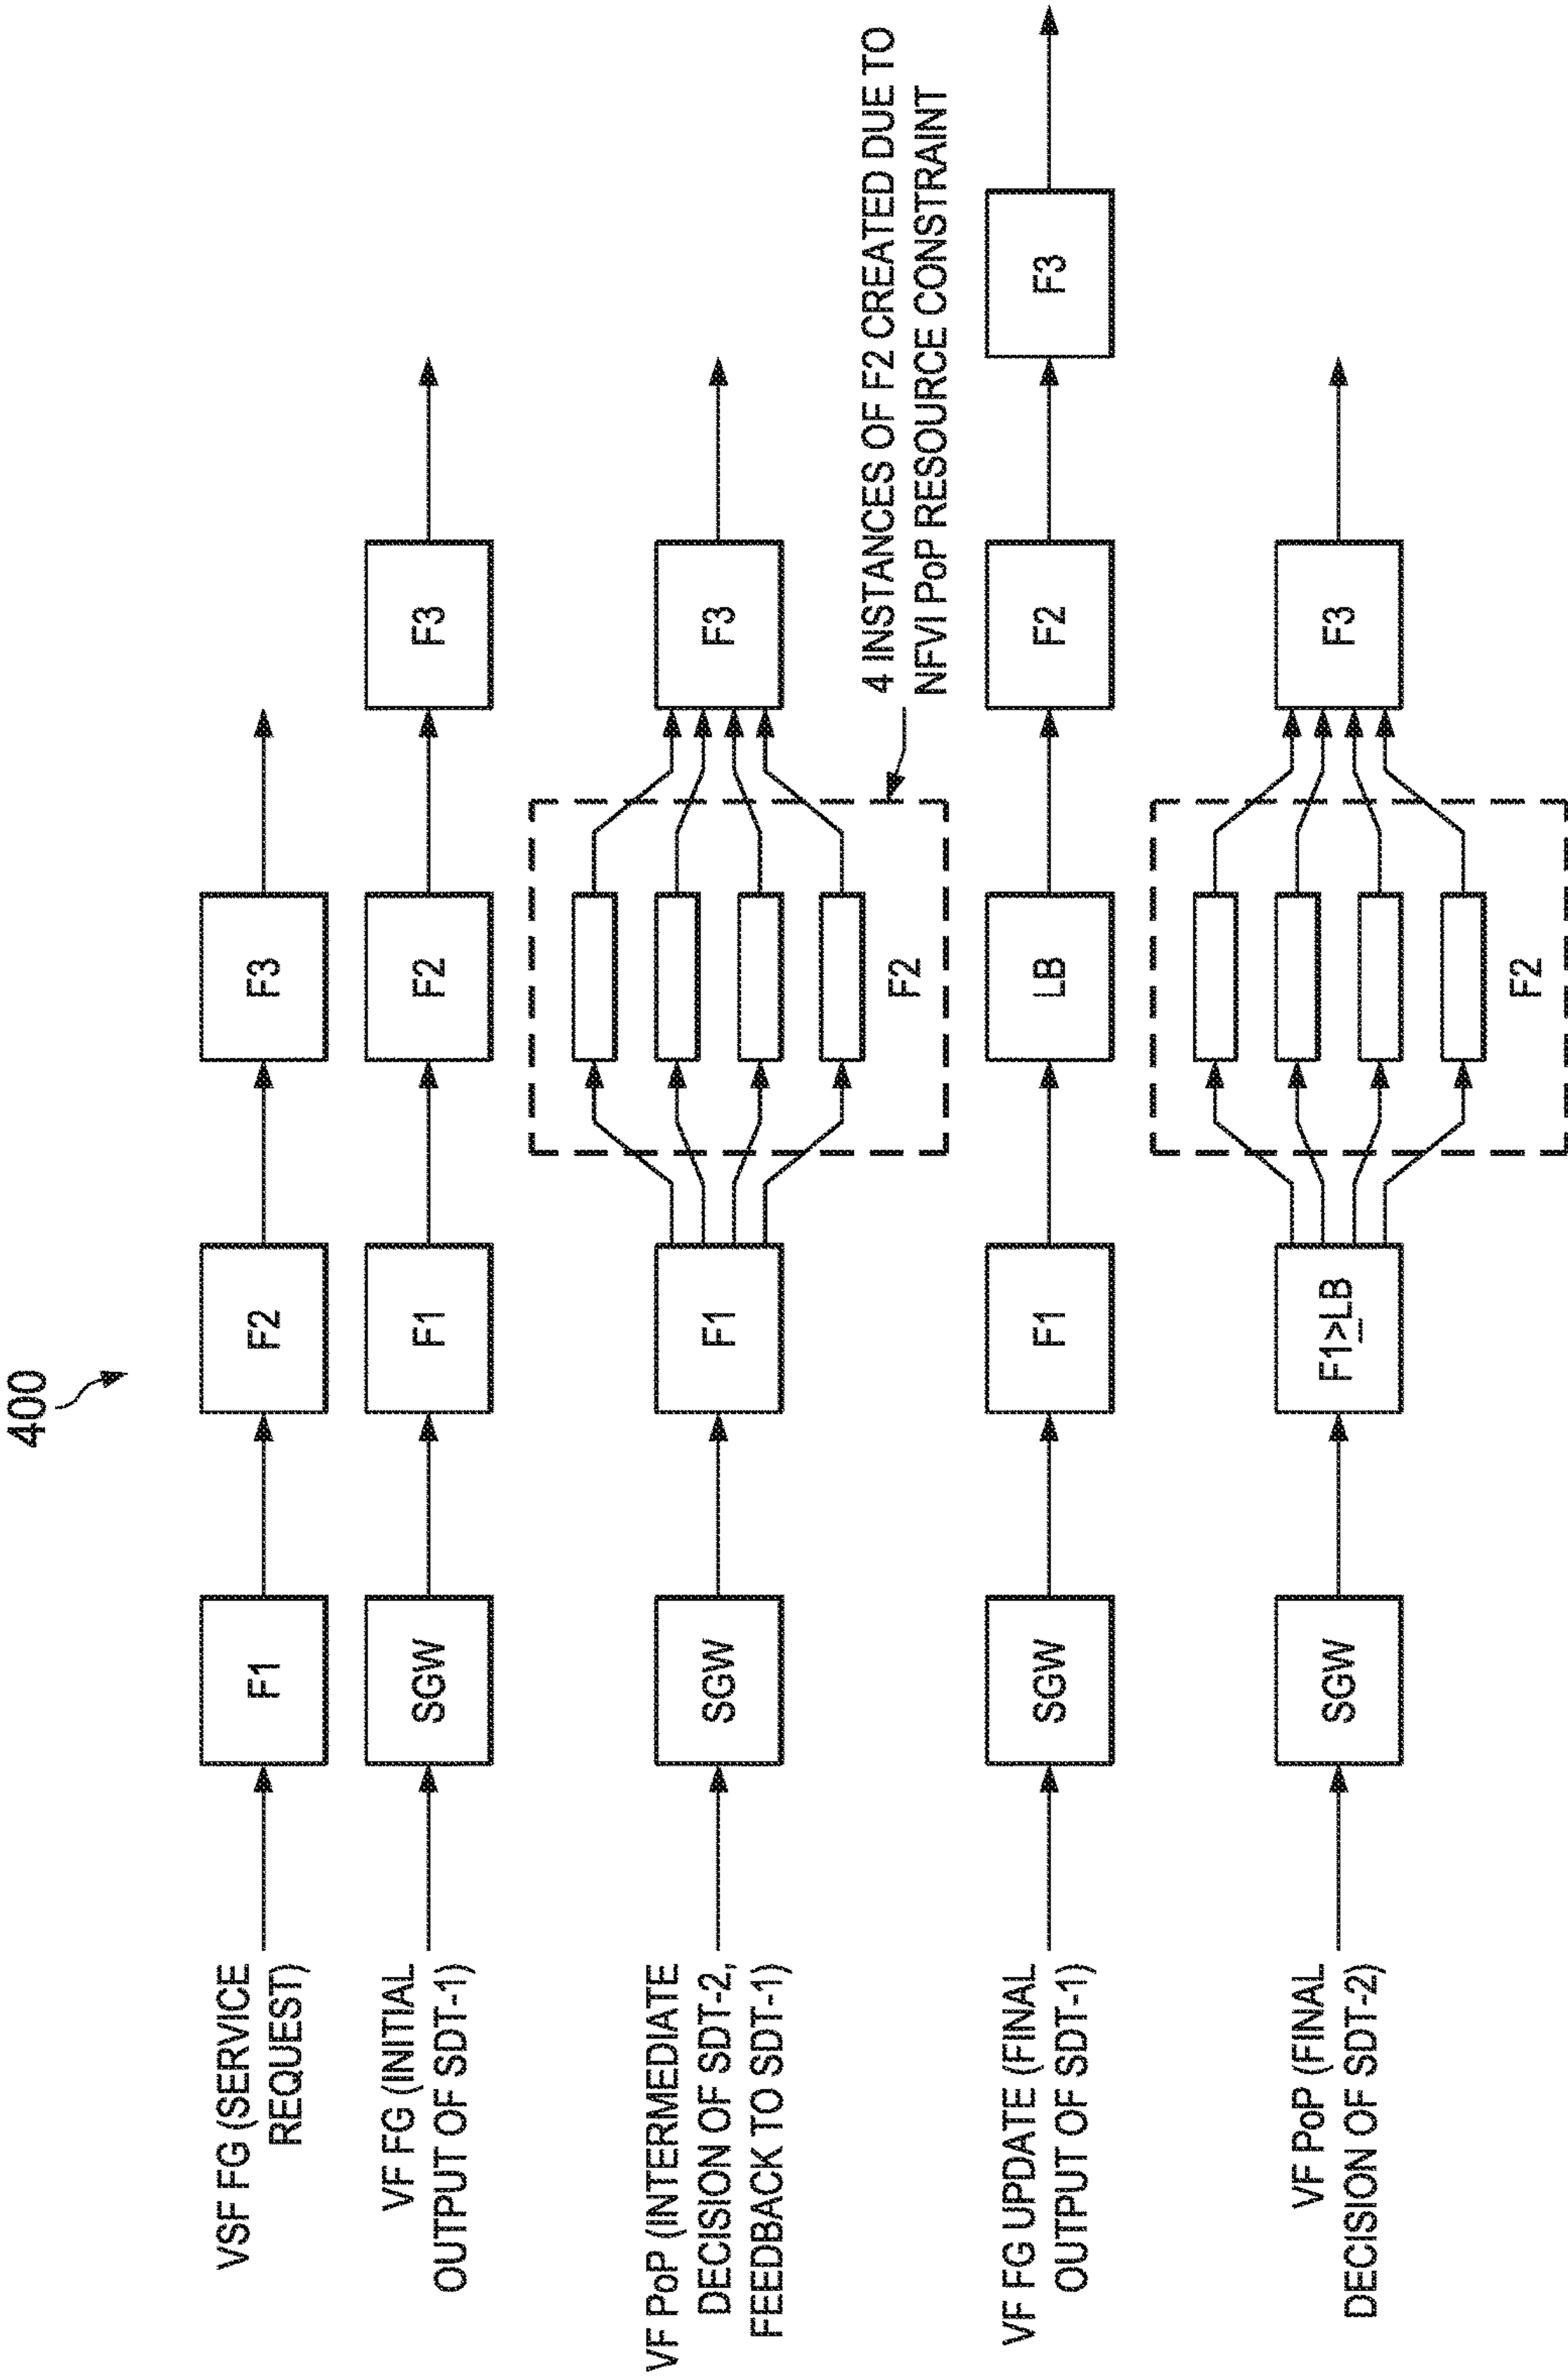 400
VSF FG (SERVICE
REQUEST)
F1
F2
F3
VF FG (INITIAL
OUTPUT OF SDT-1)
SGW
F1
F2
F3
VF PoP (INTERMEDIATE
DECISION OF SDT-2,
FEEDBACK TO SDT-1)
SGW
F1
F2
F3
4 INSTANCES OF F2 CREATED DUE TO
NFVI PoP RESOURCE CONSTRAINT
VF FG UPDATE (FINAL
OUTPUT OF SDT-1)
SGW
F1
LB
F2
F3
VF PoP (FINAL
DECISION OF SDT-2)
SGW
F1≥LB
F2
F3